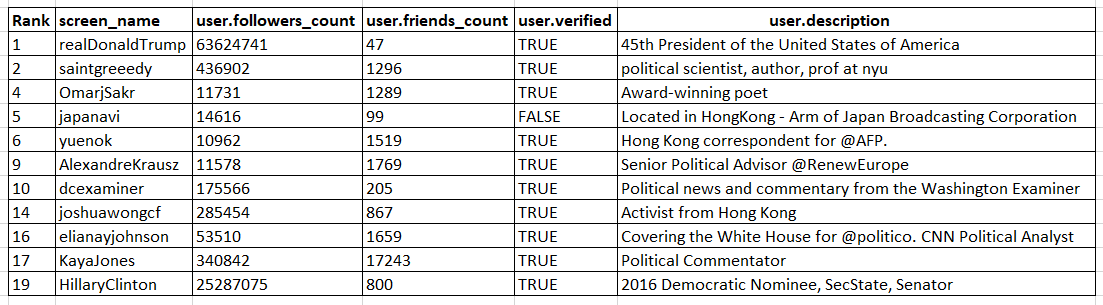 Rank screen_name user.followers_count user.friends_count user.verified user.description
1 realDonaldTrump 63624741 47 TRUE 45th President of the United States of America
2 saintgreeedy 436902 1296 TRUE political scientist, author, prof at nyu
4 OmarjSakr 11731 1289 TRUE Award-winning poet
5 japanavi 14616 99 FALSE Located in HongKong - Arm of Japan Broadcasting Corporation
6 yuenok 10962 1519 TRUE Hong Kong correspondent for @AFP.
9 AlexandreKrausz 11578 1769 TRUE Senior Political Advisor @RenewEurope
10 dcexaminer 175566 205 TRUE Political news and commentary from the Washington Examiner
14 joshuawongcf 285454 867 TRUE Activist from Hong Kong
16 elianayjohnson 53510 1659 TRUE Covering the White House for @politico. CNN Political Analyst
17 KayaJones 340842 17243 TRUE Political Commentator
19 HillaryClinton 25287075 800 TRUE 2016 Democratic Nominee, SecState, Senator